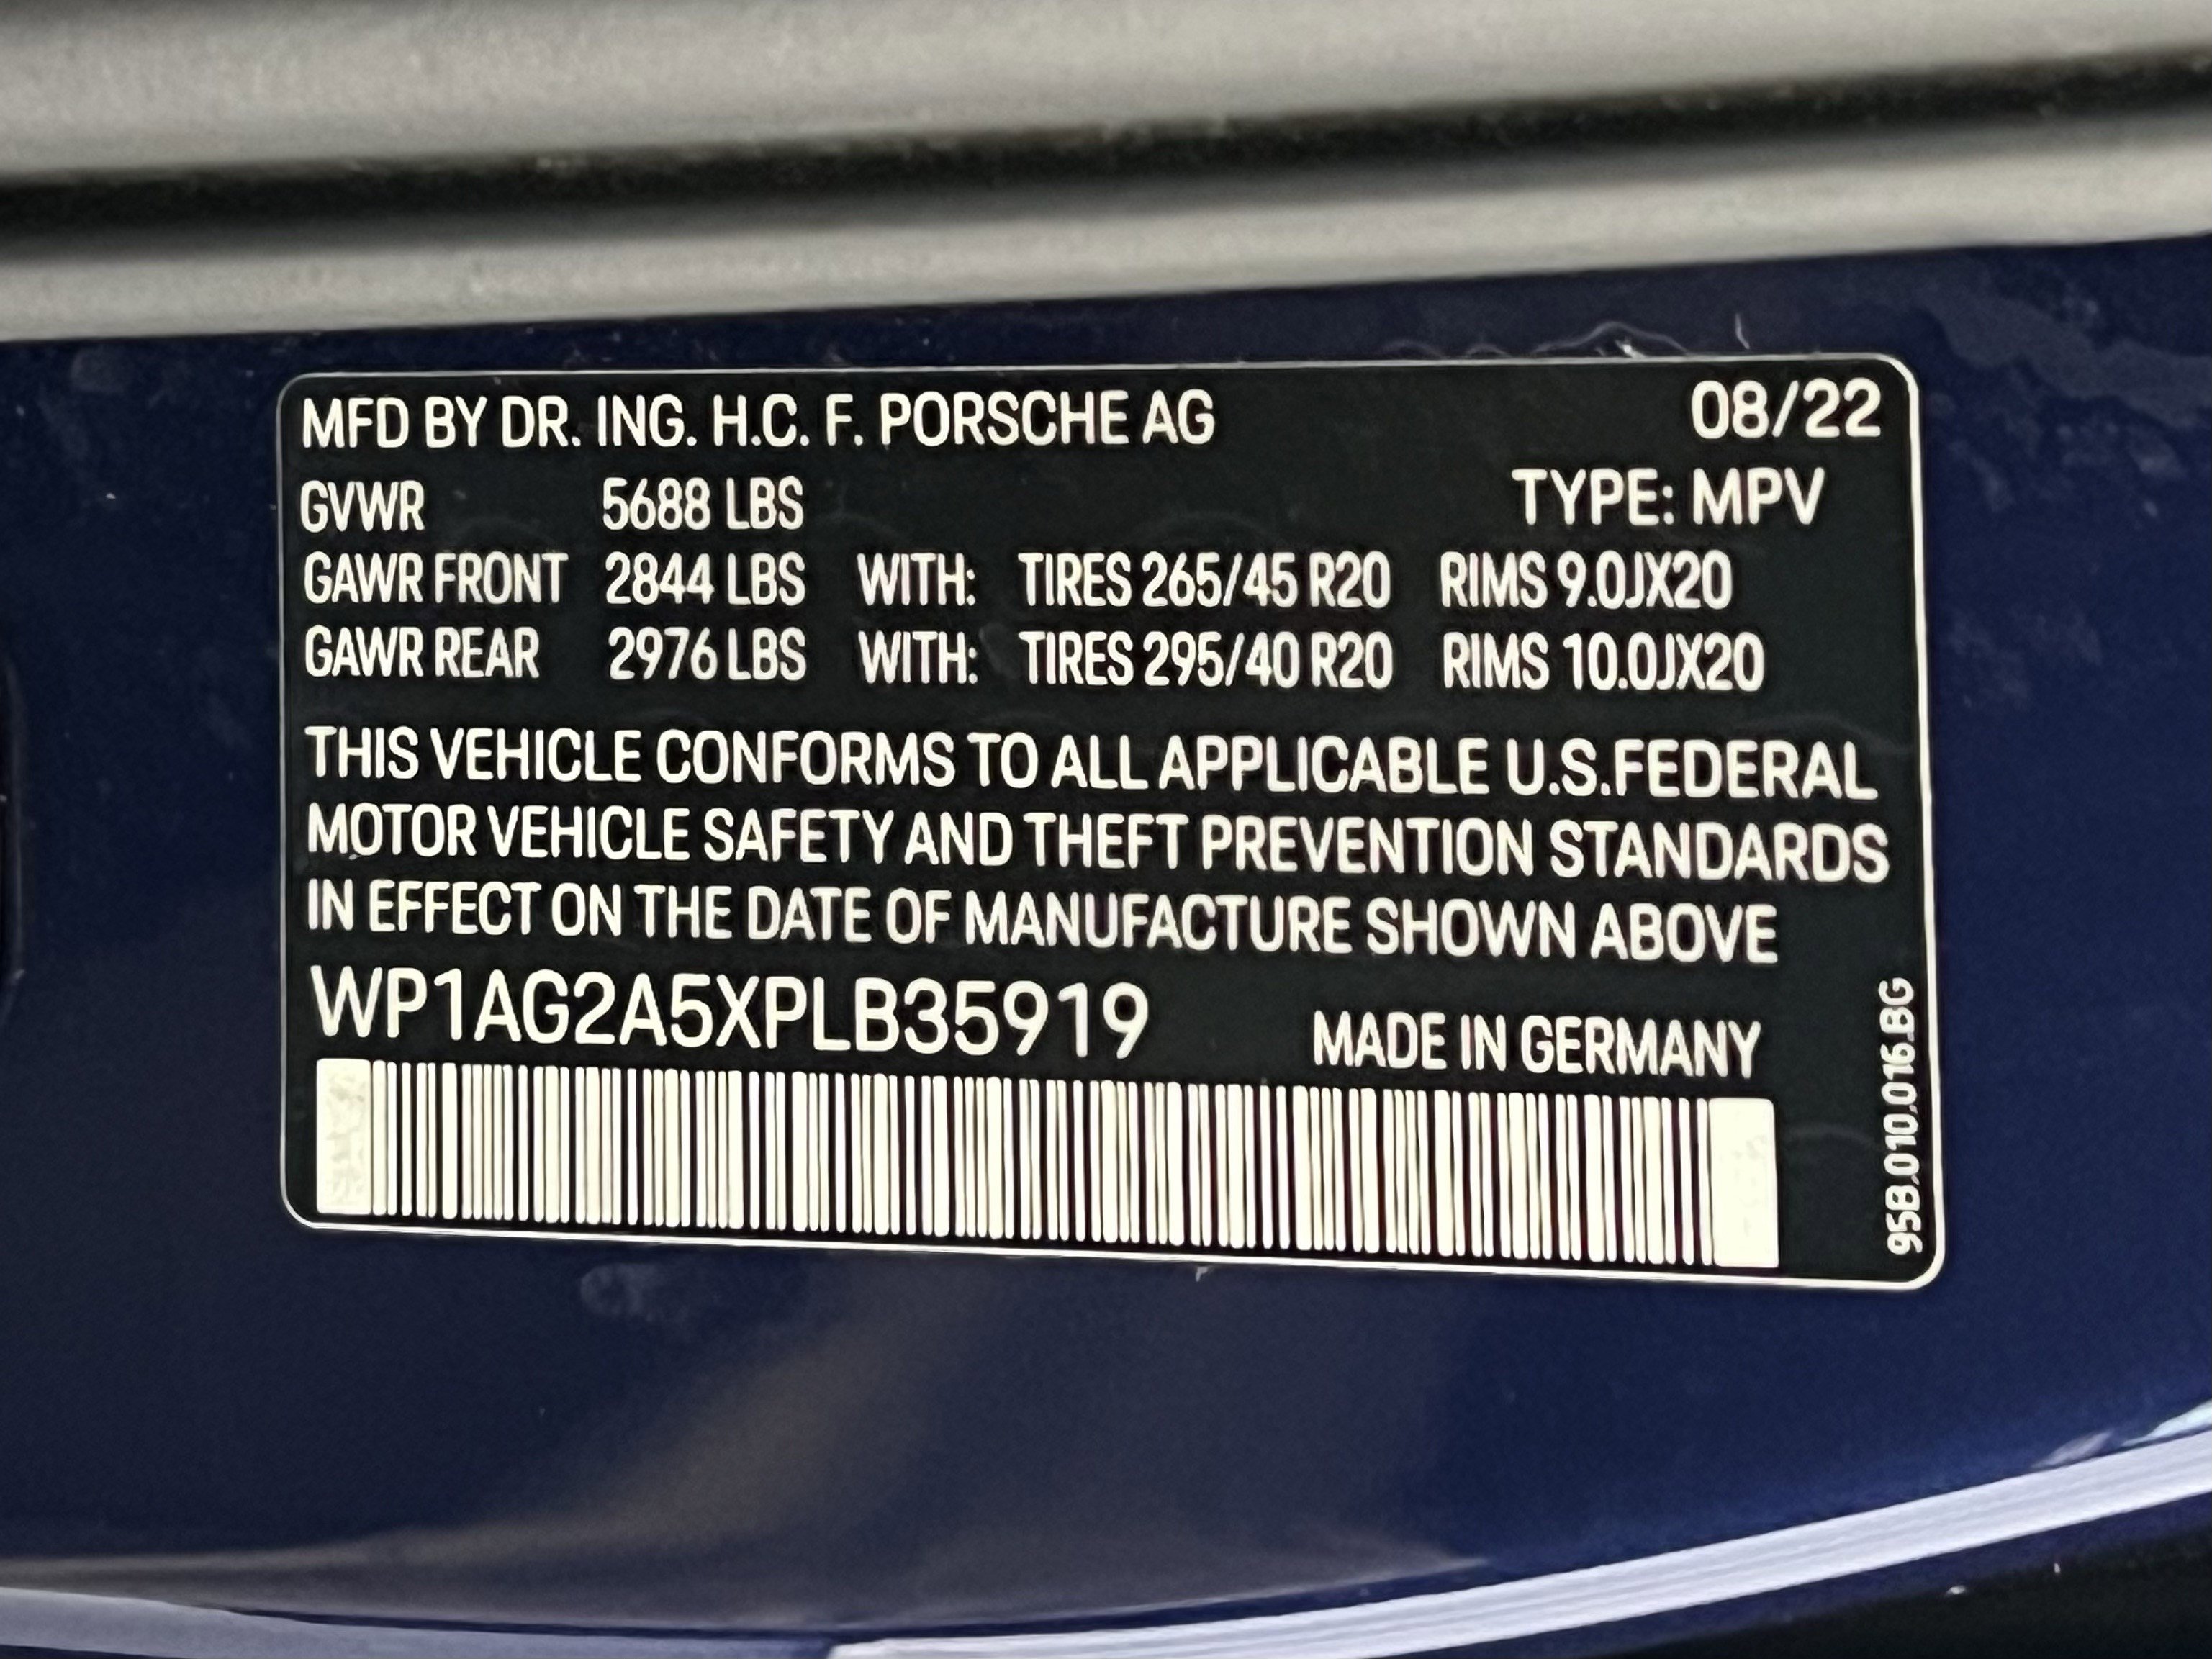 MFD BY DR. ING. H.C. F. PORSCHE AG 08/22
GVWR 5688 LBS TYPE: MPV
GAWR FRONT 2844 LBS WITH: TIRES 265/45 R20 RIMS 9.0JX20
GAWR REAR 2976 LBS WITH: TIRES 295/40 R20 RIMS 10.0JX20
THIS VEHICLE CONFORMS TO ALL APPLICABLE U.S.FEDERAL
MOTOR VEHICLE SAFETY AND THEFT PREVENTION STANDARDS
IN EFFECT ON THE DATE OF MANUFACTURE SHOWN ABOVE
WP1AG2A5XPLB35919 MADE IN GERMANY
95B.010.016.BG